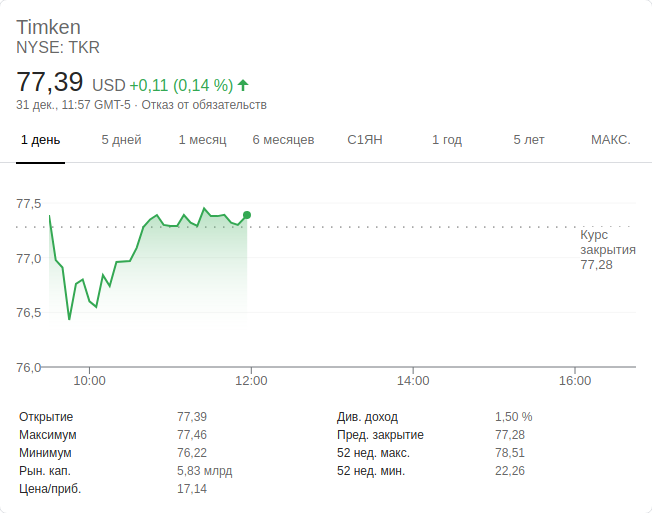 Timken
NYSE: TKR
77,39 USD +0,11 (0,14 %)
31 дек., 11:57 GMT-5 · Отказ от обязательств
1 день 5 дней 1 месяц 6 месяцев С1ЯН 1 год 5 лет МАКС.
77,5
77,0
76,5
76,0
Курс
закрытия
77,28
10:00 12:00 14:00 16:00
Открытие 77,39
Максимум 77,46
Минимум 76,22
Рын. кап. 5,83 млрд
Цена/приб. 17,14
Див. доход 1,50 %
Пред. закрытие 77,28
52 нед. макс. 78,51
52 нед. мин. 22,26